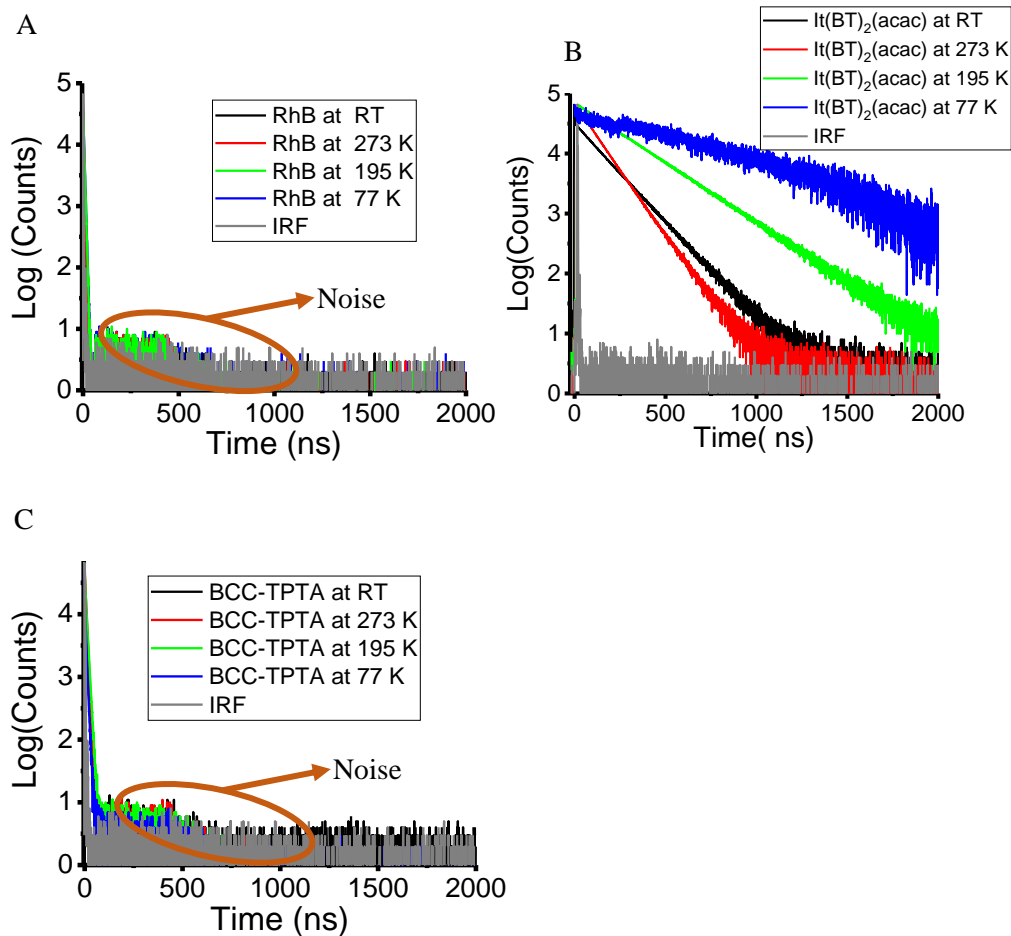 A
RhB at RT
RhB at 273 K
RhB at 195 K
RhB at 77 K
IRF
Noise
Log (Counts)
5
4
3
2
1
0
0 500 1000 1500 2000
Time (ns)
B
It(BT)2(acac) at RT
It(BT)2(acac) at 273 K
It(BT)2(acac) at 195 K
It(BT)2(acac) at 77 K
IRF
Log(Counts)
5
4
3
2
1
0
500 1000 1500 2000
Time( ns)
C
BCC-TPTA at RT
BCC-TPTA at 273 K
BCC-TPTA at 195 K
BCC-TPTA at 77 K
IRF
Noise
Log(Counts)
4
3
2
1
0
0 500 1000 1500 2000
Time (ns)